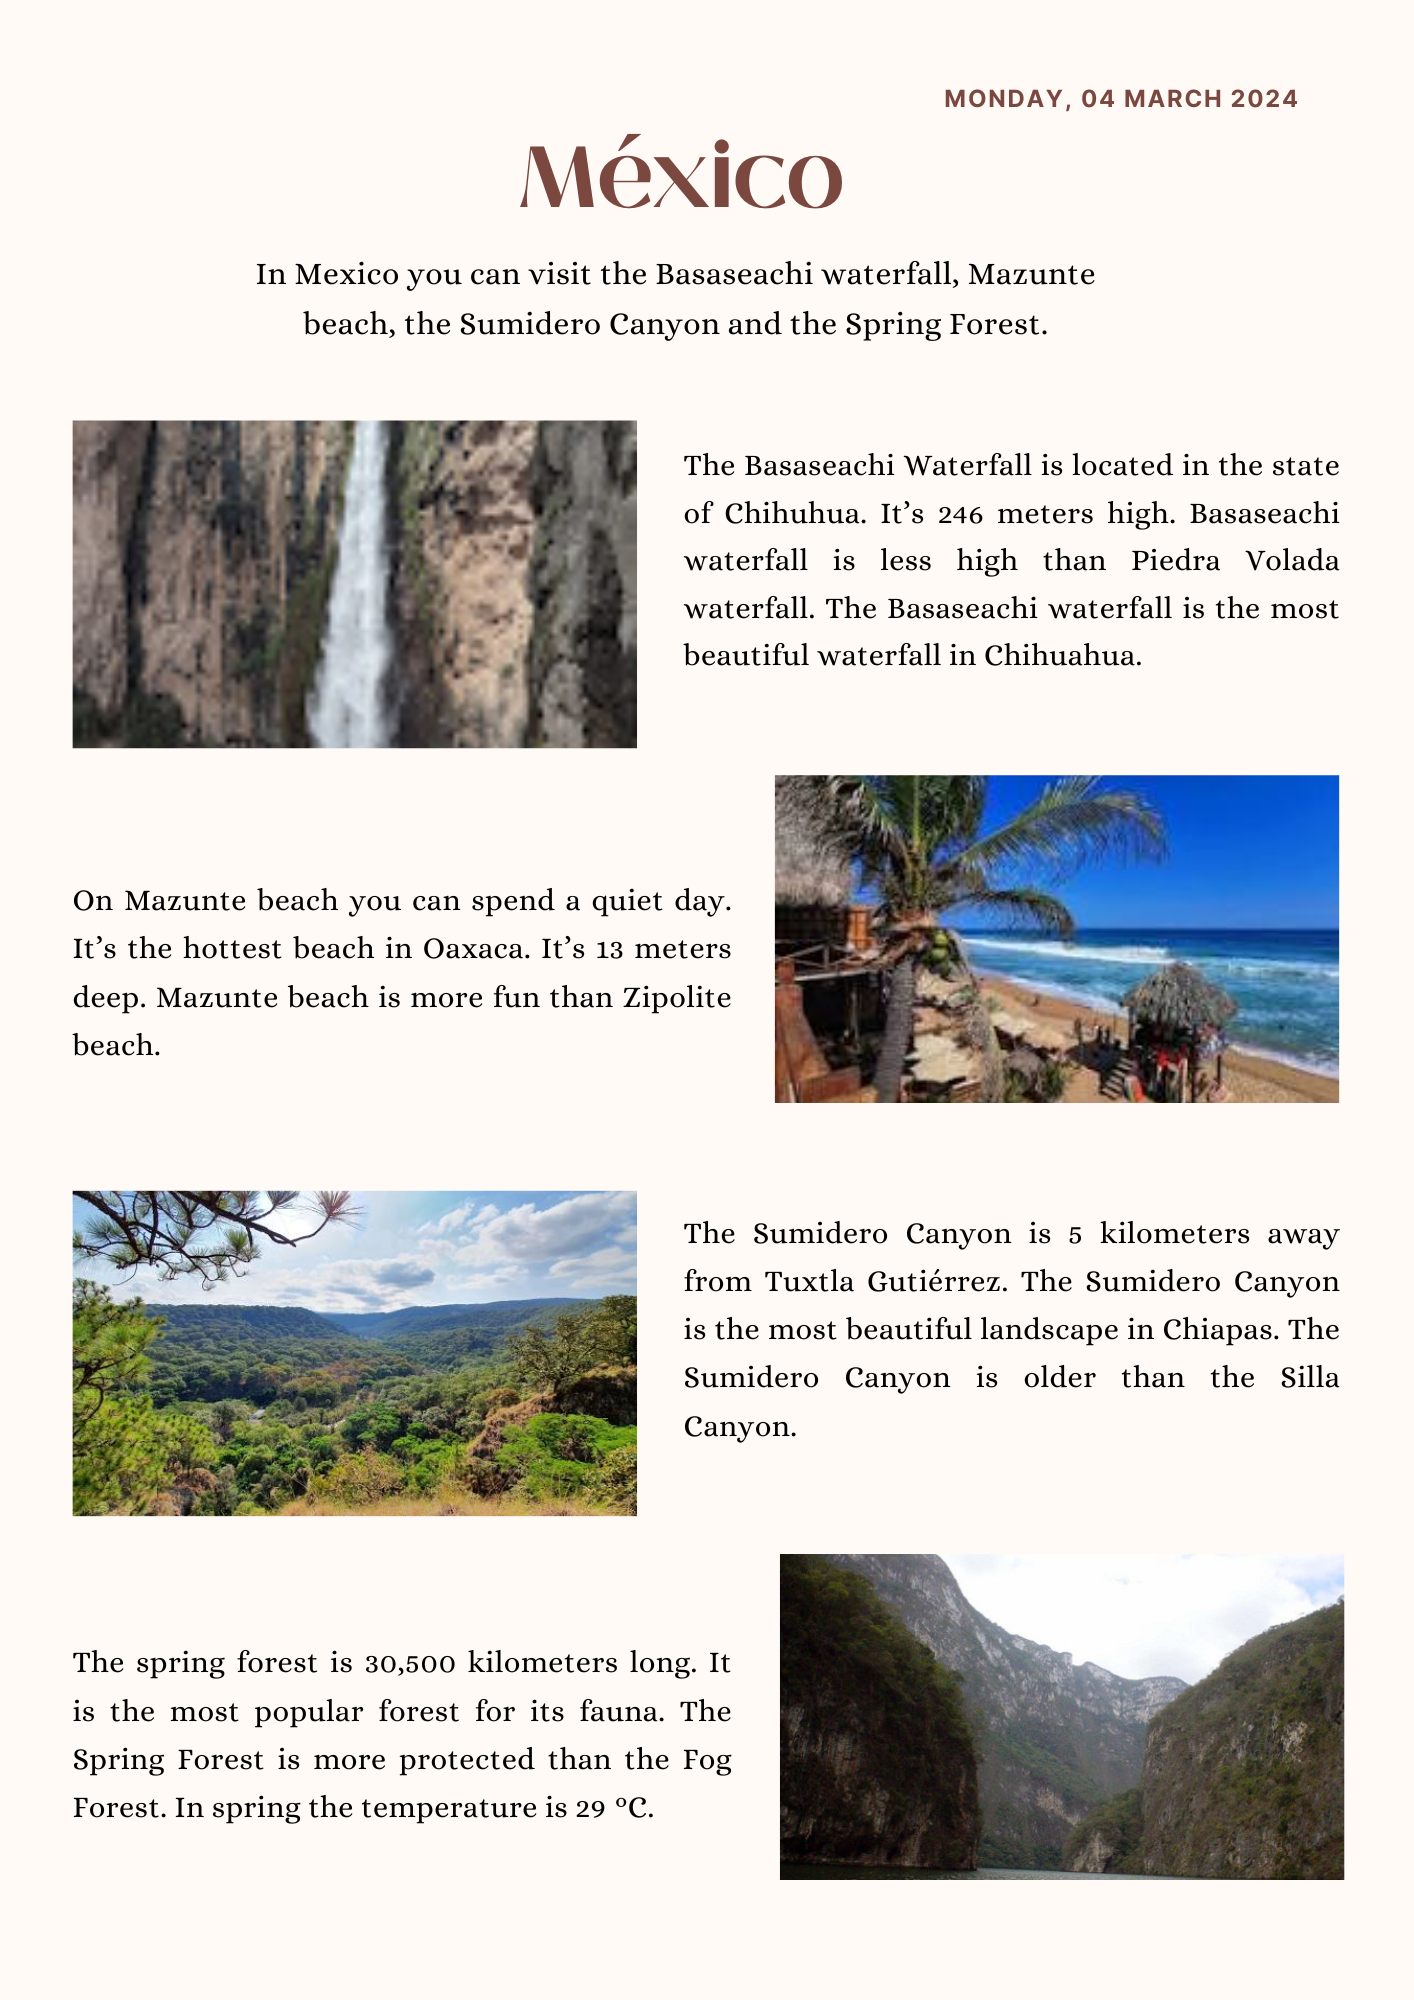 MONDAY, 04 MARCH 2024
México
In Mexico you can visit the Basaseachi waterfall, Mazunte
beach, the Sumidero Canyon and the Spring Forest.
The Basaseachi Waterfall is located in the state
of Chihuhua. It’s 246 meters high. Basaseachi
waterfall is less high than Piedra Volada
waterfall. The Basaseachi waterfall is the most
beautiful waterfall in Chihuahua.
On Mazunte beach you can spend a quiet day.
It’s the hottest beach in Oaxaca. It’s 13 meters
deep. Mazunte beach is more fun than Zipolite
beach.
The Sumidero Canyon is 5 kilometers away
from Tuxtla Gutiérrez. The Sumidero Canyon
is the most beautiful landscape in Chiapas. The
Sumidero Canyon is older than the Silla
Canyon.
The spring forest is 30,500 kilometers long. It
is the most popular forest for its fauna. The
Spring Forest is more protected than the Fog
Forest. In spring the temperature is 29 °C.